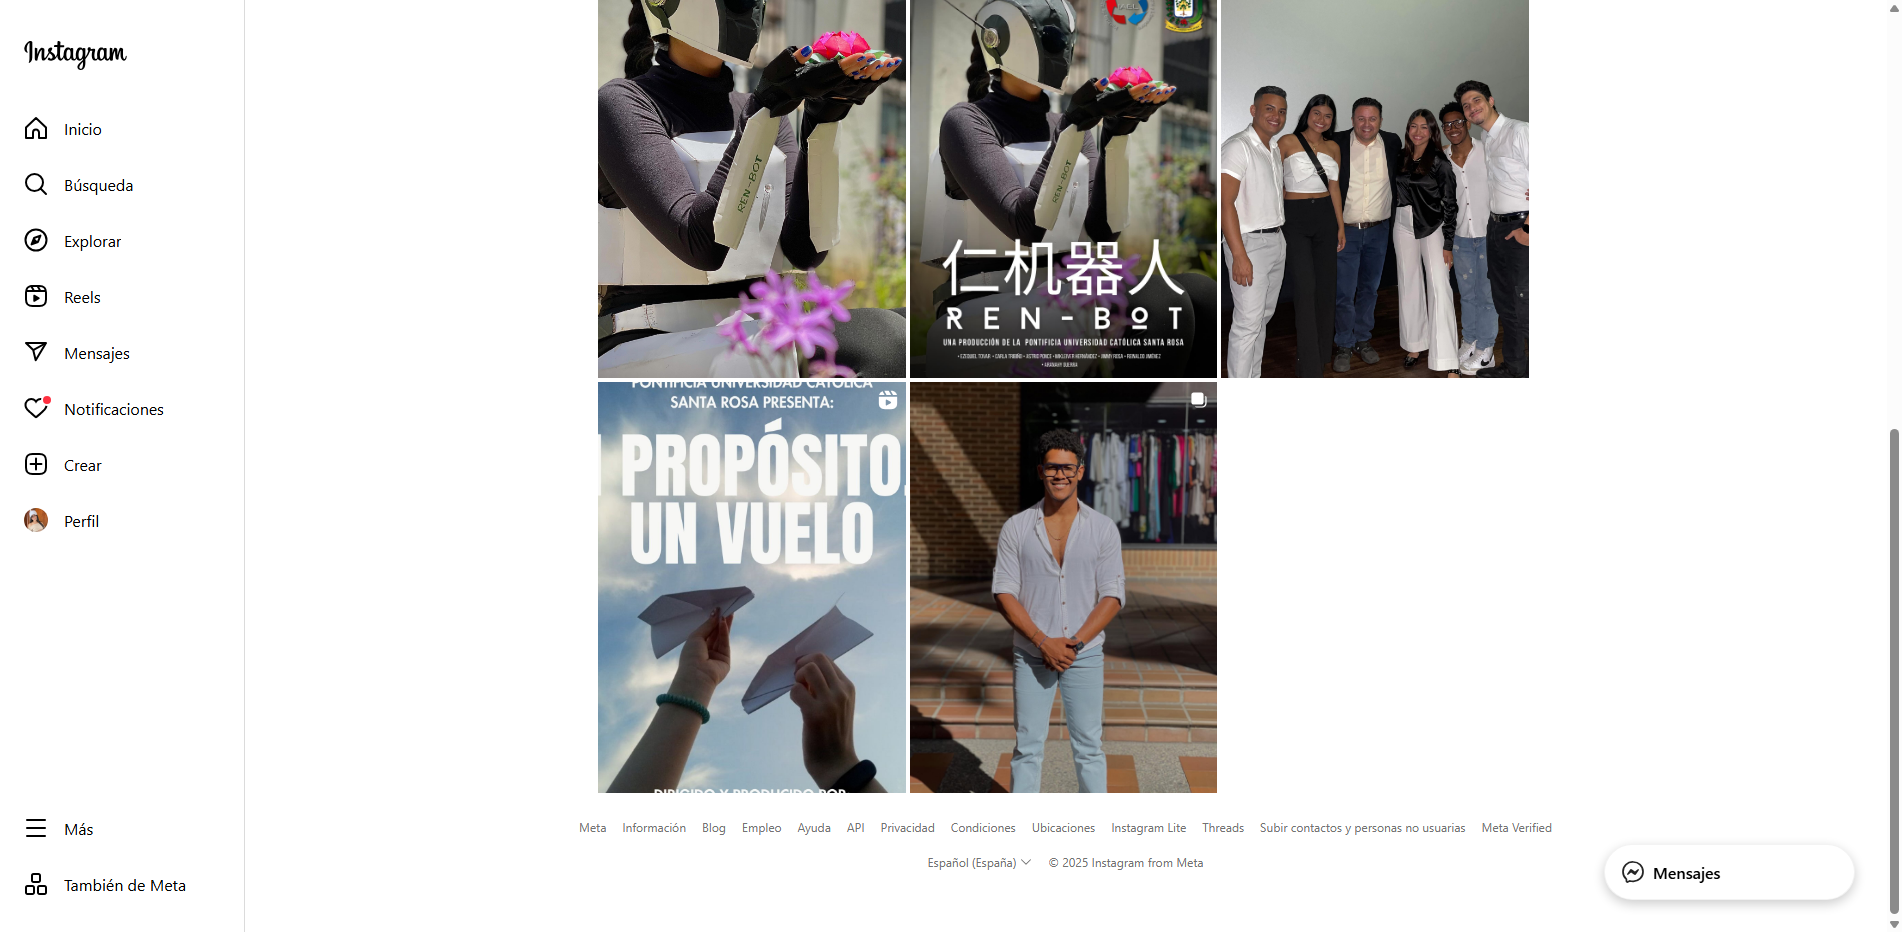 Instagram
Inicio
Búsqueda
Explorar
Reels
Mensajes
Notificaciones
Crear
Perfil
Más
También de Meta
REN-BOT
REN-BOT
仁机器人
REN-BOT
UNA PRODUCCIÓN DE LA PONTIFICIA UNIVERSIDAD CATÓLICA SANTA ROSA
PONTIFICIA UNIVERSIDAD CATÓLICA
SANTA ROSA PRESENTA:
PROPÓSITO,
UN VUELO
DIRIGIDO Y PRODUCIDO POR
Meta Información Blog Empleo Ayuda API Privacidad Condiciones Ubicaciones Instagram Lite Threads Subir contactos y personas no usuarias Meta Verified
Español (España) © 2025 Instagram from Meta
Mensajes